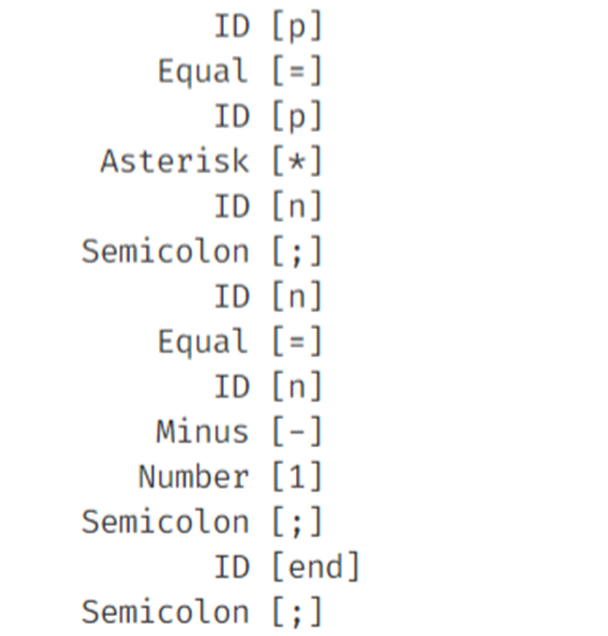 ID [p]
Equal [=]
ID [p]
Asterisk [*]
ID [n]
Semicolon [;]
ID [n]
Equal [=]
ID [n]
Minus [-]
Number [1]
Semicolon [;]
ID [end]
Semicolon [;]